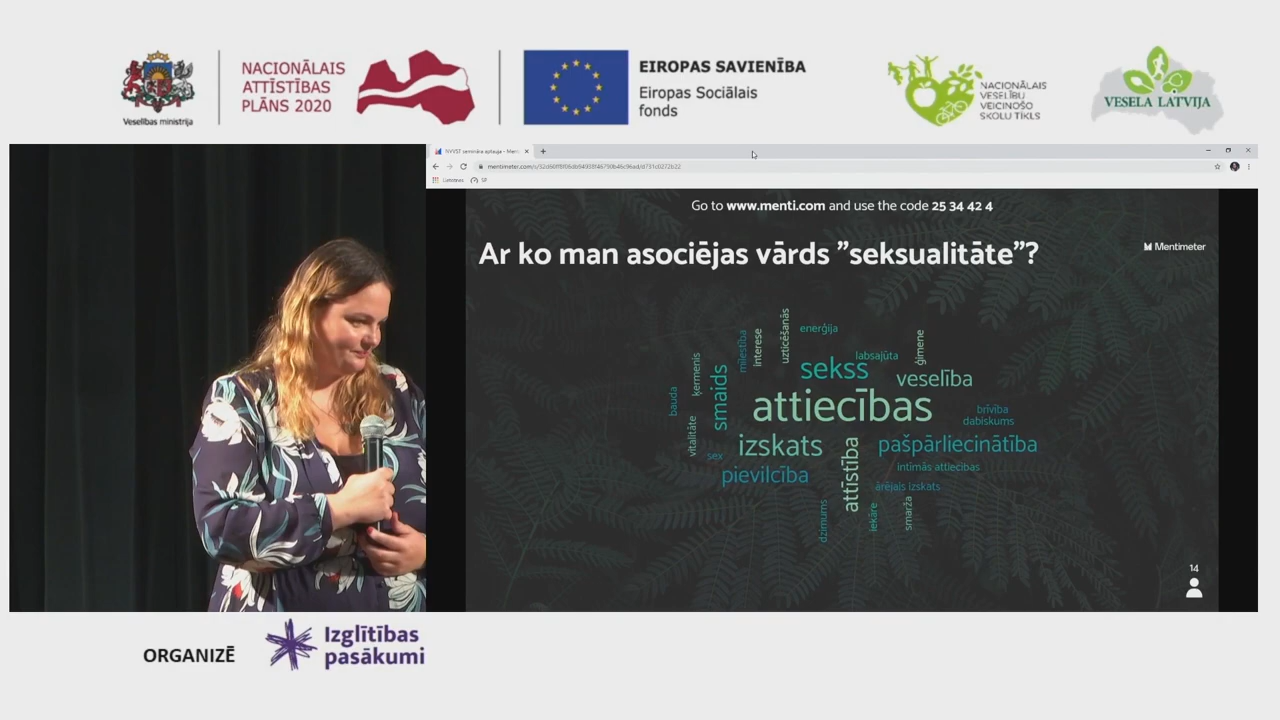 Veselības ministrija
NACIONĀLAIS
ATTĪSTĪBAS
PLĀNS 2020
EIROPAS SAVIENĪBA
Eiropas Sociālais
fonds
NACIONĀLAIS
VESELĪBU
VEICINOŠO
SKOLU TĪKLS
VESELA LATVIJA
Go to www.menti.com and use the code 25 34 42 4
Ar ko man asociējas vārds "seksualitāte"?
Mentimeter
enerģija
uzticēšanās
interese
mīlestība
ķermenis
bauda
smaids
sekss
labsajūta
ģimene
veselība
attiecības
brīvība
dabiskums
vitalitāte
sex
izskats
pašpārliecinātība
pievilcība
attīstība
intīmās attiecības
ārējais izskats
dzimums
iekāre
smarža
14
ORGANIZĒ
Izglītības
pasākumi